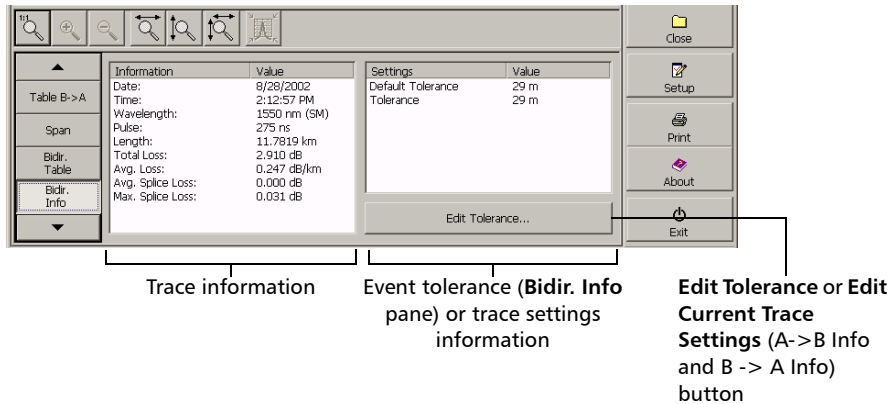 1:1
Close
Setup
Print
About
Exit
Table B->A
Span
Bidir.
Table
Bidir.
Info
Information Value
Date: 8/28/2002
Time: 2:12:57 PM
Wavelength: 1550 nm (SM)
Pulse: 275 ns
Length: 11.7819 km
Total Loss: 2.910 dB
Avg. Loss: 0.247 dB/km
Avg. Splice Loss: 0.000 dB
Max. Splice Loss: 0.031 dB
Settings Value
Default Tolerance 29 m
Tolerance 29 m
Edit Tolerance...
Trace information
Event tolerance (Bidir. Info
pane) or trace settings
information
Edit Tolerance or Edit
Current Trace
Settings (A->B Info
and B -> A Info)
button